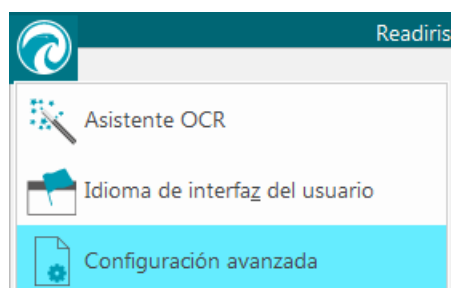 Readiris
Asistente OCR
Idioma de interfaz del usuario
Configuración avanzada